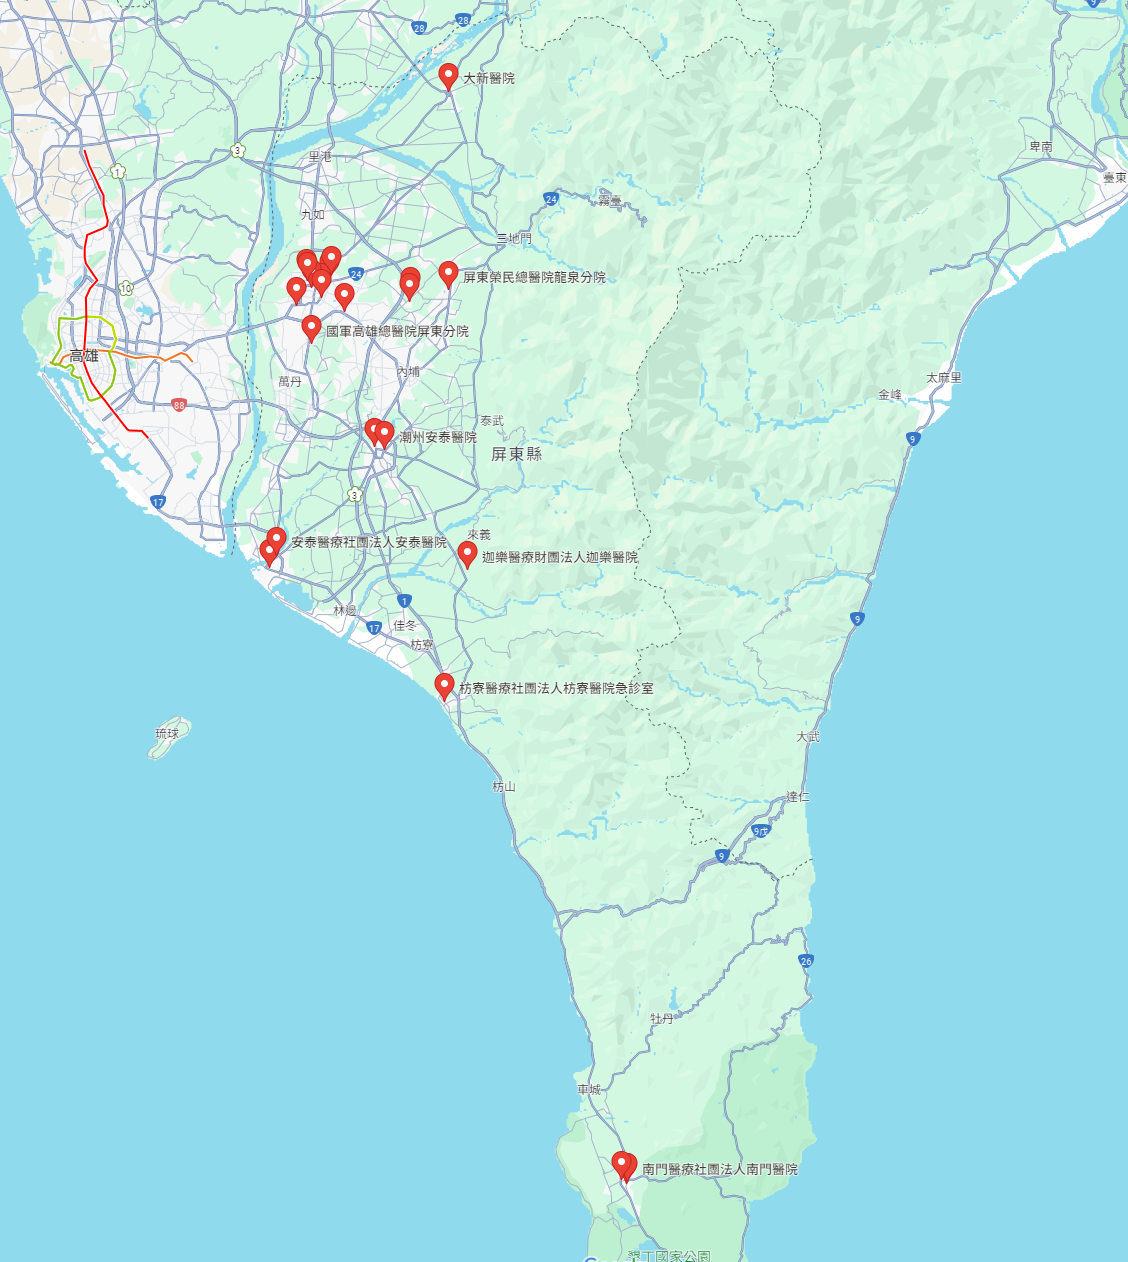 9
28
28
大新醫院
卑南
3
里港
1
臺東
24
霧臺
九如
三地門
24
屏東榮民總醫院龍泉分院
10
國軍高雄總醫院屏東分院
高雄
內埔
太麻里
萬丹
金峰
88
泰武
潮州安泰醫院
9
屏東縣
3
17
來義
安泰醫療社團法人安泰醫院
迦樂醫療財團法人迦樂醫院
1
林邊
9
佳冬
17
枋寮
枋寮醫療社團法人枋寮醫院急診室
琉球
大武
枋山
達仁
9戊
9
26
牡丹
車城
南門醫療社團法人南門醫院
墾丁國家公園